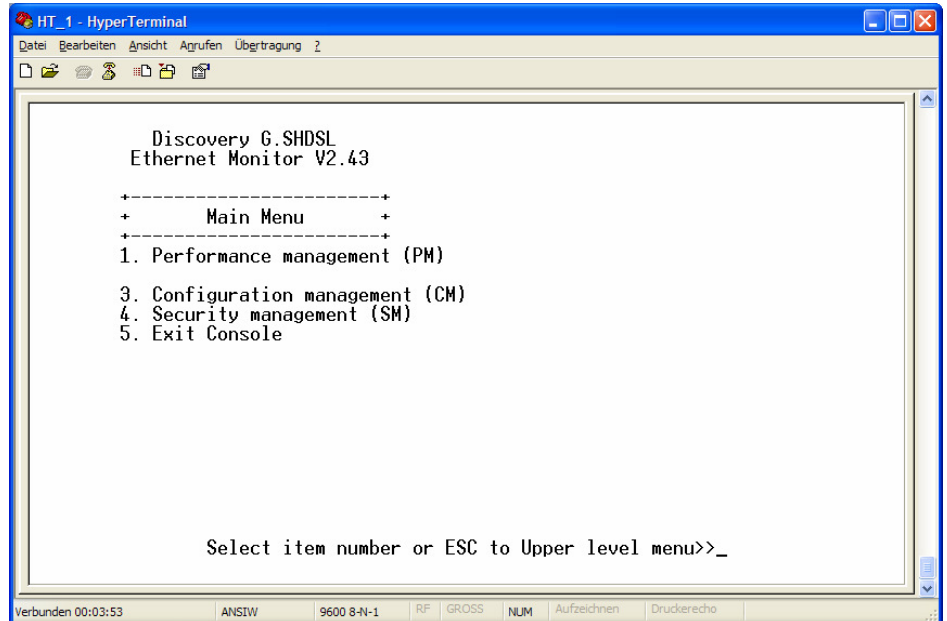 HT_1 - HyperTerminal
Datei Bearbeiten Ansicht Anrufen Übertragung ?
Discovery G.SHDSL
Ethernet Monitor V2.43
+-----------------------+
+ Main Menu +
+-----------------------+
1. Performance management (PM)
3. Configuration management (CM)
4. Security management (SM)
5. Exit Console
Select item number or ESC to Upper level menu>>_
Verbunden 00:03:53 ANSIW 9600 8-N-1 RF GROSS NUM Aufzeichnen Druckerecho